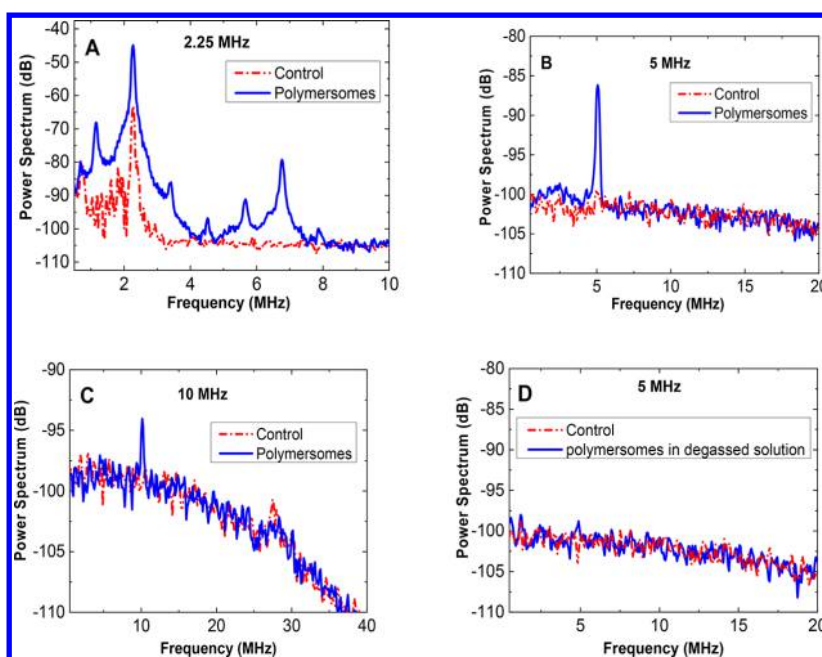 A
2.25 MHz
Control
Polymersomes
Power Spectrum (dB)
-40
-50
-60
-70
-80
-90
-100
-110
2 4 6 8 10
Frequency (MHz)
B
5 MHz
Control
Polymersomes
Power Spectrum (dB)
-80
-85
-90
-95
-100
-105
-110
5 10 15 20
Frequency (MHz)
C
10 MHz
Control
Polymersomes
Power Spectrum (dB)
-90
-95
-100
-105
-110
10 20 30 40
Frequency (MHz)
D
5 MHz
Control
polymersomes in degassed solution
Power Spectrum (dB)
-80
-85
-90
-95
-100
-105
-110
5 10 15 20
Frequency (MHz)